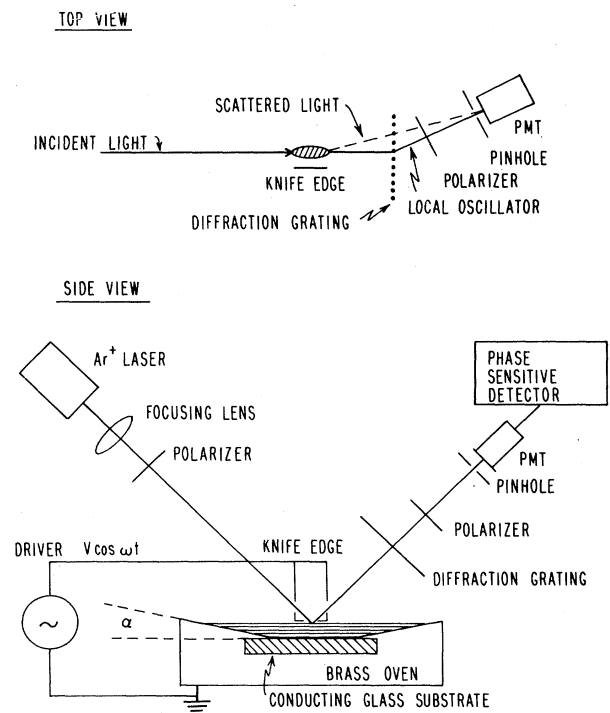 TOP VIEW
SCATTERED LIGHT
INCIDENT LIGHT
PMT
KNIFE EDGE
PINHOLE
POLARIZER
LOCAL OSCILLATOR
DIFFRACTION GRATING
SIDE VIEW
Ar+ LASER
PHASE
SENSITIVE
DETECTOR
FOCUSING LENS
POLARIZER
PMT
PINHOLE
POLARIZER
DRIVER V cos ωt
KNIFE EDGE
DIFFRACTION GRATING
α
~
BRASS OVEN
CONDUCTING GLASS SUBSTRATE